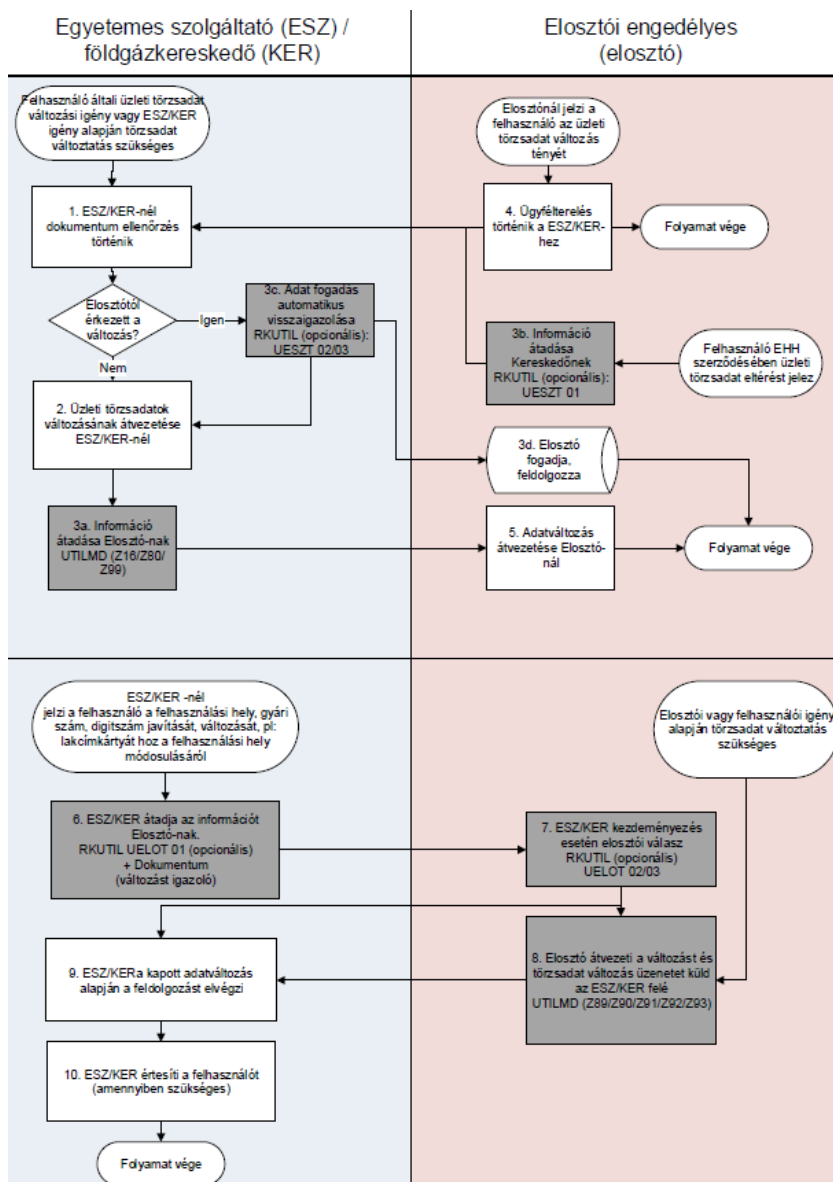 Egyetemes szolgáltató (ESZ) /
földgázkereskedő (KER)
Elosztói engedélyes
(elosztó)
Felhasználó általi üzleti törzsadat
változási igény vagy ESZ/KER
igény alapján törzsadat
változtatás szükséges
Elosztónál jelzi a
felhasználó az üzleti
törzsadat változás
tényét
1. ESZ/KER-nél
dokumentum ellenőrzés
történik
4. Ügyfélterelés
történik a ESZ/KER-
hez
Folyamat vége
Elosztótól
érkezett a
változás?
Igen
Nem
3c. Adat fogadás
automatikus
visszaigazolása
RKUTIL (opcionális):
UESZT 02/03
3b. Információ
átadása
Kereskedőnek
RKUTIL (opcionális):
UESZT 01
Felhasználó EHH
szerződésében üzleti
törzsadat eltérést jelez
2. Üzleti törzsadatok
változásának átvezetése
ESZ/KER-nél
3d. Elosztó
fogadja,
feldolgozza
3a. Információ
átadása Elosztó-nak
UTILMD (Z16/Z80/
Z99)
5. Adatváltozás
átvezetése Elosztó-
nál
Folyamat vége
ESZ/KER -nél
jelzi a felhasználó a felhasználási hely, gyári
szám, digitszám javítását, változását, pl:
lakcímkártyát hoz a felhasználási hely
módosulásáról
Elosztói vagy felhasználói igény
alapján törzsadat változtatás
szükséges
6. ESZ/KER átadja az információt
Elosztó-nak.
RKUTIL UELOT 01 (opcionális)
+ Dokumentum
(változást igazoló)
7. ESZ/KER kezdeményezés
esetén elosztói válasz
RKUTIL (opcionális)
UELOT 02/03
8. Elosztó átvezeti a változást és
törzsadat változás üzenetet küld
az ESZ/KER felé
UTILMD (Z89/Z90/Z91/Z92/Z93)
9. ESZ/KERa kapott adatváltozás
alapján a feldolgozást elvégzi
10. ESZ/KER értesíti a felhasználót
(amennyiben szükséges)
Folyamat vége